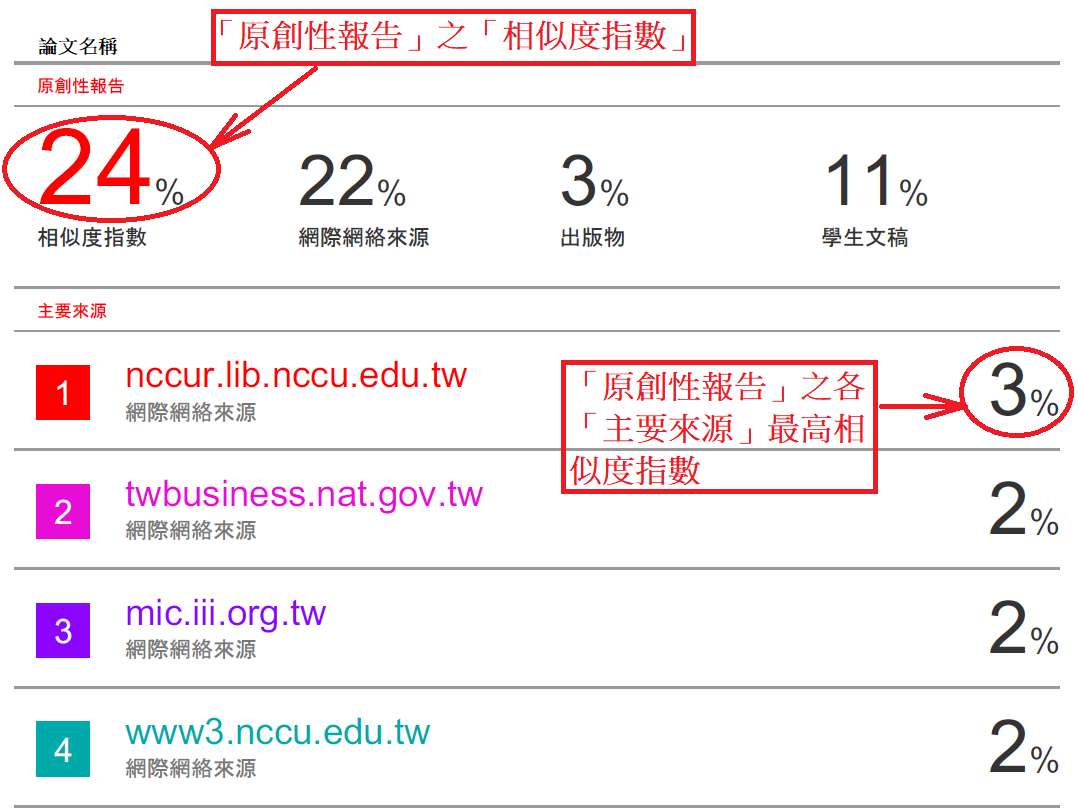 「原創性報告」之「相似度指數」
論文名稱
原創性報告
24% 22% 3% 11%
相似度指數 網際網絡來源 出版物 學生文稿
主要來源
1 nccur.lib.nccu.edu.tw
網際網絡來源
3%
「原創性報告」之各
「主要來源」最高相
似度指數
2 twbusiness.nat.gov.tw
網際網絡來源
2%
3 mic.iii.org.tw
網際網絡來源
2%
4 www3.nccu.edu.tw
網際網絡來源
2%